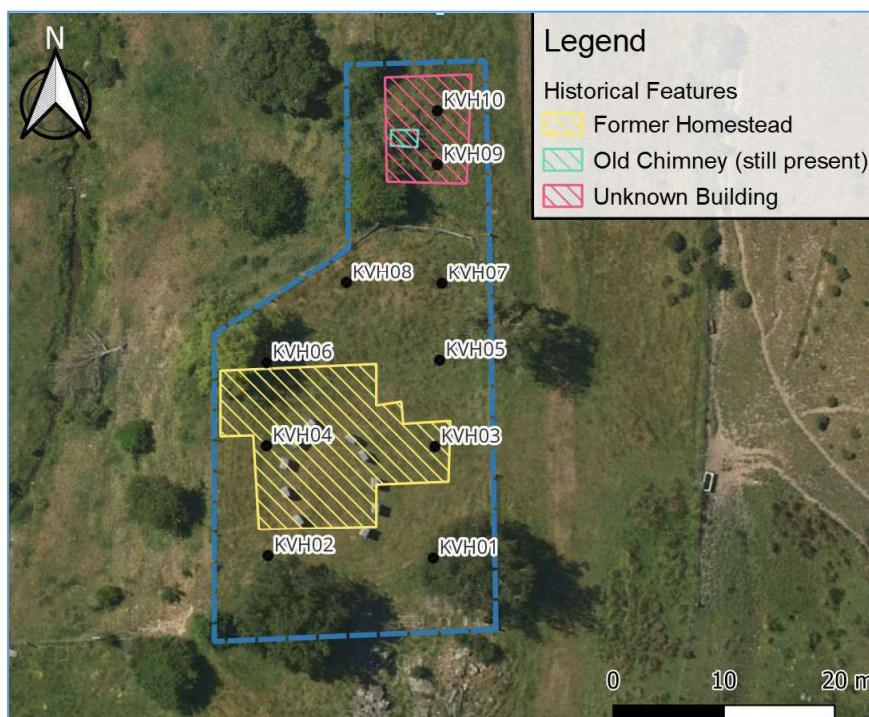 N
Legend
Historical Features
Former Homestead
Old Chimney (still present)
Unknown Building
KVH10
KVH09
KVH08
KVH07
KVH06
KVH05
KVH04
KVH03
KVH02
KVH01
0 10 20 m